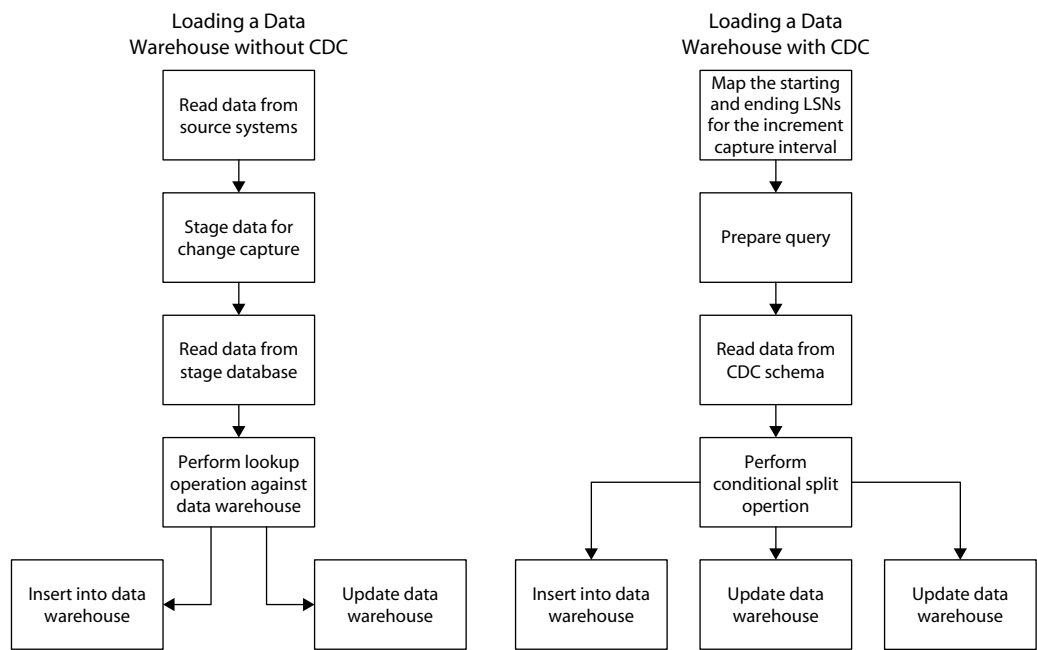 Loading a Data
Warehouse without CDC
Read data from
source systems
Stage data for
change capture
Read data from
stage database
Perform lookup
operation against
data warehouse
Insert into data
warehouse
Update data
warehouse
Loading a Data
Warehouse with CDC
Map the starting
and ending LSNs
for the increment
capture interval
Prepare query
Read data from
CDC schema
Perform
conditional split
opertion
Insert into data
warehouse
Update data
warehouse
Update data
warehouse